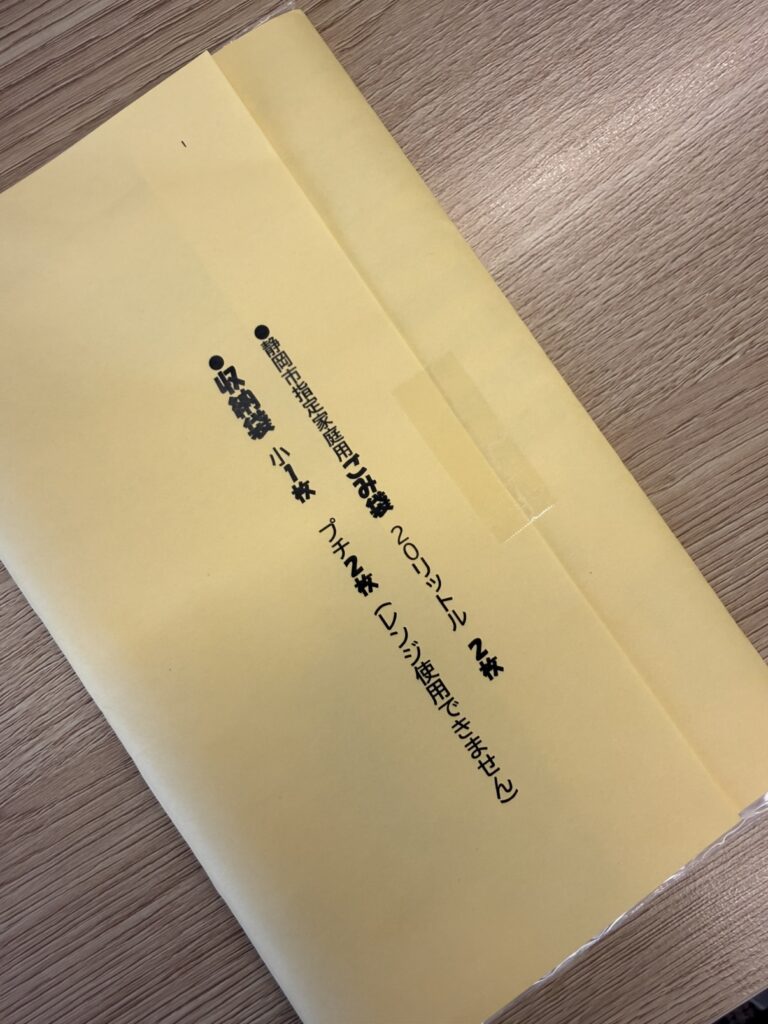 ●静岡市指定家庭用ごみ袋 20リットル 2枚
●収納袋 小1枚 プチ2枚(レンジ使用できません)